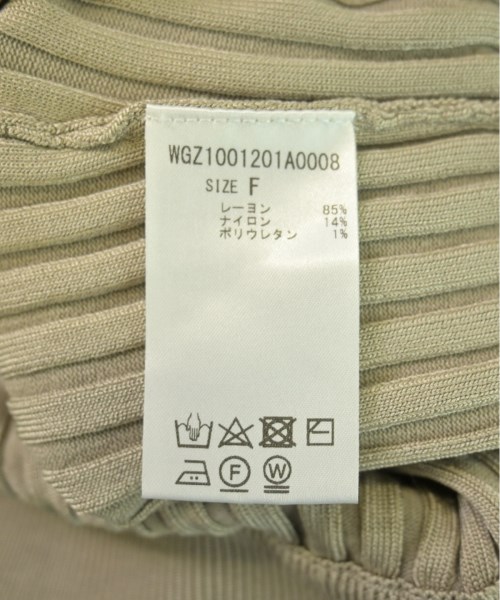 WGZ1001201A0008
SIZE F
レーヨン 85%
ナイロン 14%
ポリウレタン 1%
F W